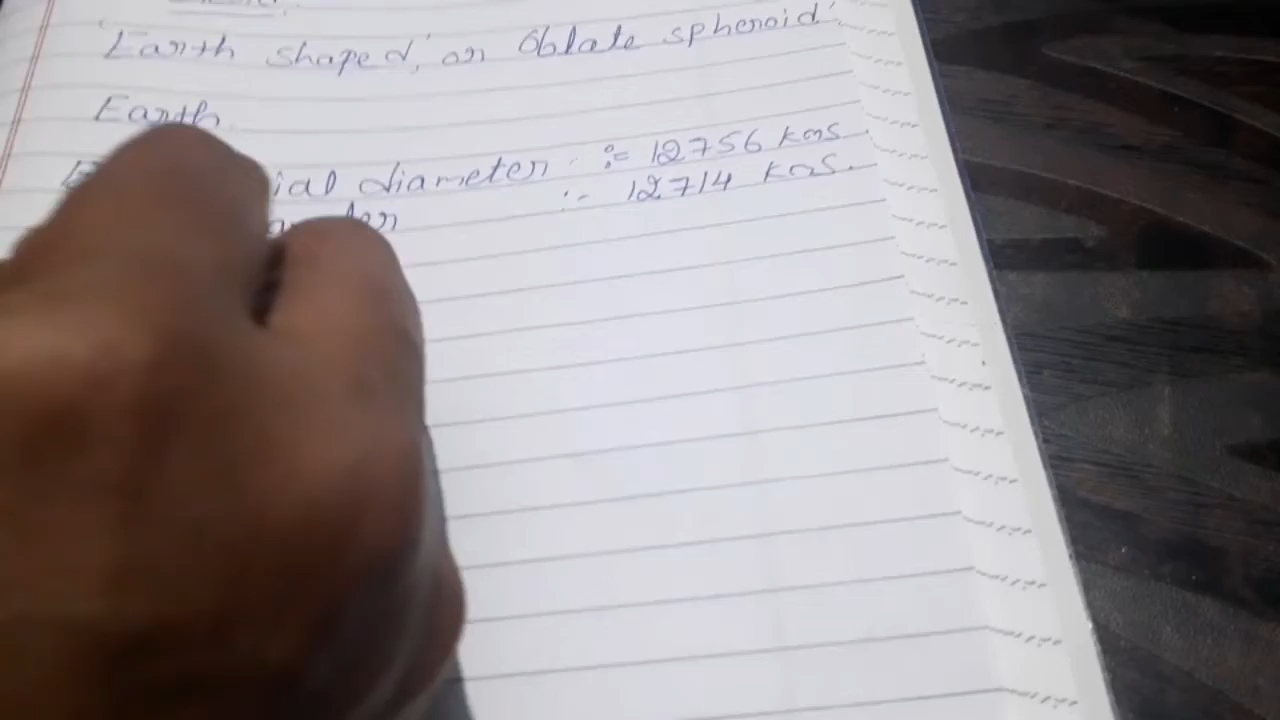 'Earth shaped', or Oblate spheroid'
Earth
ial diameter := 12756 kms
:- 12714 kms.